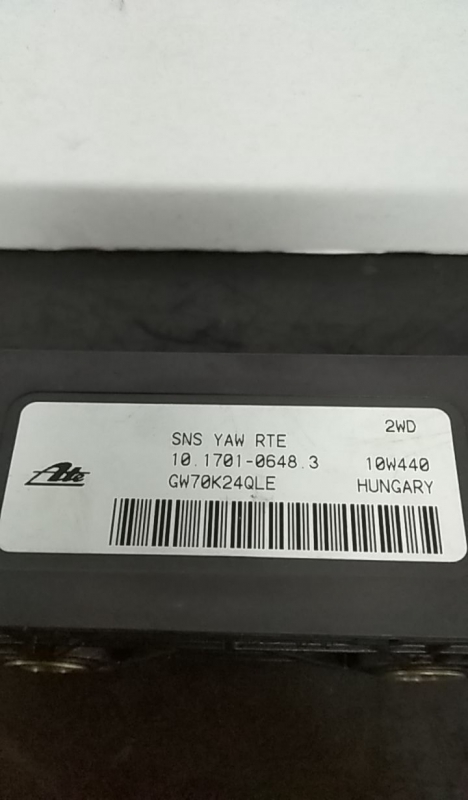 2WD
SNS YAW RTE
10.1701-0648.3 10W440
Ate GW70K24QLE HUNGARY